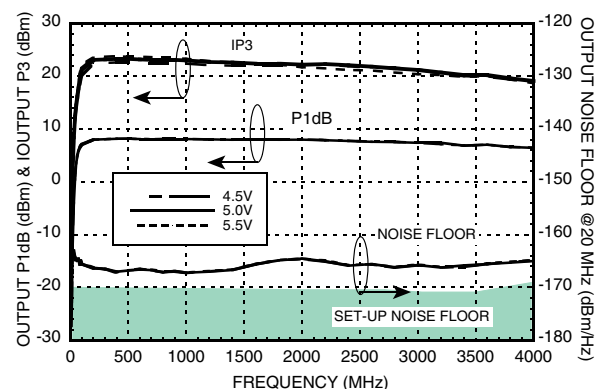 OUTPUT P1dB (dBm) & IOUTPUT P3 (dBm)
30
20
10
0
-10
-20
-30
IP3
P1dB
4.5V
5.0V
5.5V
NOISE FLOOR
SET-UP NOISE FLOOR
-120
-130
-140
-150
-160
-170
-180
OUTPUT NOISE FLOOR @20 MHz (dBm/Hz)
0 500 1000 1500 2000 2500 3000 3500 4000
FREQUENCY (MHz)